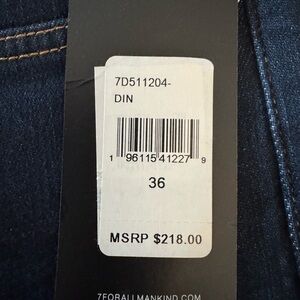 7D511204-
DIN
1 96115 41227 9
36
MSRP $218.00
7FORALLMANKIND.COM